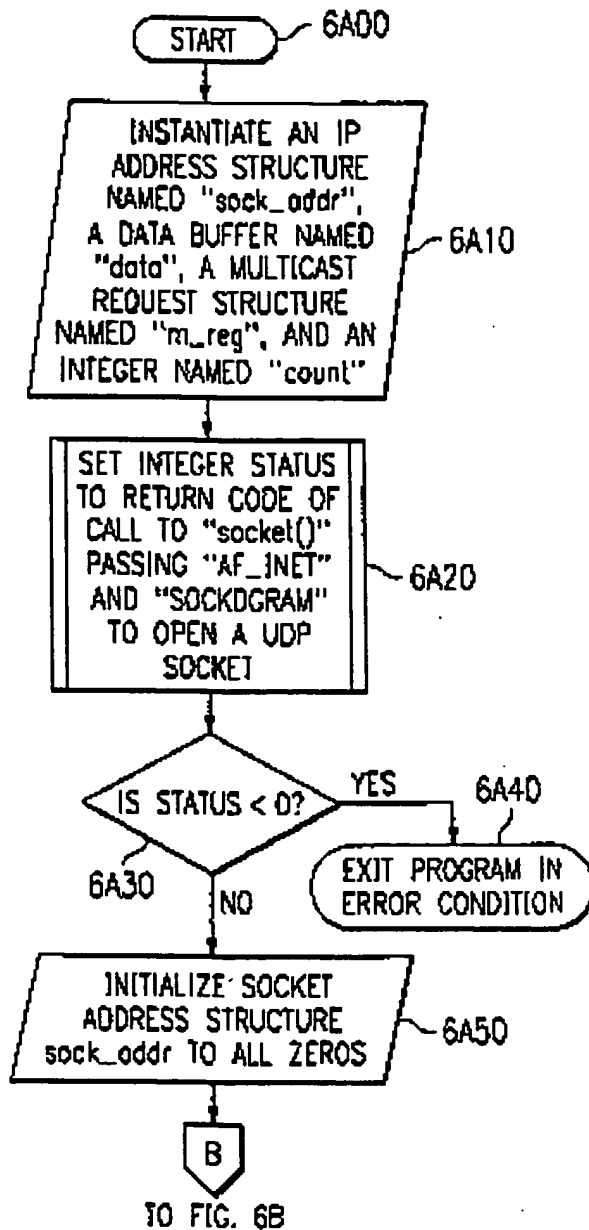 START
6A00
INSTANTIATE AN IP
ADDRESS STRUCTURE
NAMED "sock_addr",
A DATA BUFFER NAMED
"data", A MULTICAST
REQUEST STRUCTURE
NAMED "m_reg", AND AN
INTEGER NAMED "count"
6A10
SET INTEGER STATUS
TO RETURN CODE OF
CALL TO "socket()"
PASSING "AF_INET"
AND "SOCKDGRAM"
TO OPEN A UDP
SOCKET
6A20
IS STATUS < 0?
YES
6A30
NO
6A40
EXIT PROGRAM IN
ERROR CONDITION
INITIALIZE SOCKET
ADDRESS STRUCTURE
sock_addr TO ALL ZEROS
6A50
B
TO FIG. 6B